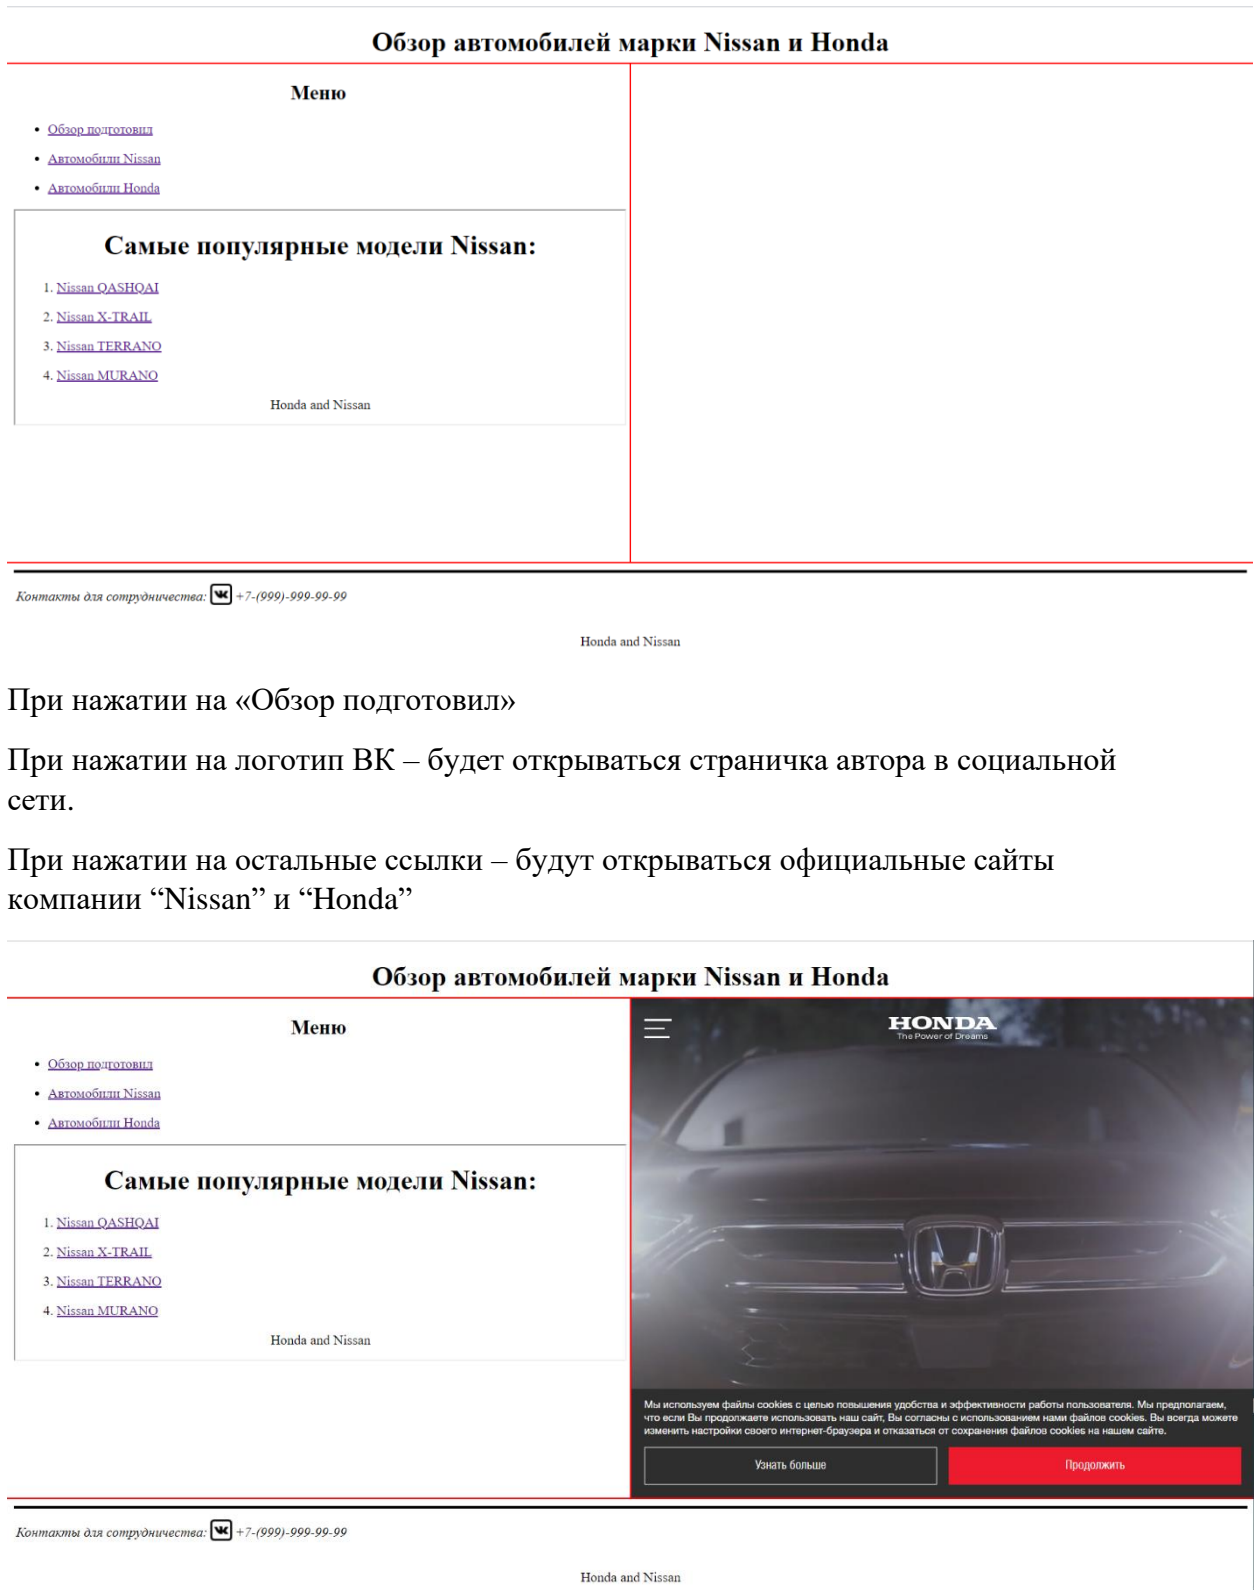 Обзор автомобилей марки Nissan и Honda
Меню
• Обзор подготовил
• Автомобили Nissan
• Автомобили Honda
Самые популярные модели Nissan:
1. Nissan QASHQAI
2. Nissan X-TRAIL
3. Nissan TERRANO
4. Nissan MURANO
Honda and Nissan
Контакты для сотрудничества: +7-(999)-999-99-99
Honda and Nissan
При нажатии на «Обзор подготовил»
При нажатии на логотип ВК – будет открываться страничка автора в социальной
сети.
При нажатии на остальные ссылки – будут открываться официальные сайты
компании “Nissan” и “Honda”
Обзор автомобилей марки Nissan и Honda
Меню
• Обзор подготовил
• Автомобили Nissan
• Автомобили Honda
Самые популярные модели Nissan:
1. Nissan QASHQAI
2. Nissan X-TRAIL
3. Nissan TERRANO
4. Nissan MURANO
Honda and Nissan
HONDA
The Power of Dreams
Мы используем файлы cookies с целью повышения удобства и эффективности работы пользователя. Мы предполагаем,
что если Вы продолжаете использовать наш сайт, Вы согласны с использованием нами файлов cookies. Вы всегда можете
изменить настройки своего интернет-браузера и отказаться от сохранения файлов cookies на нашем сайте.
Узнать больше
Продолжить
Контакты для сотрудничества: +7-(999)-999-99-99
Honda and Nissan